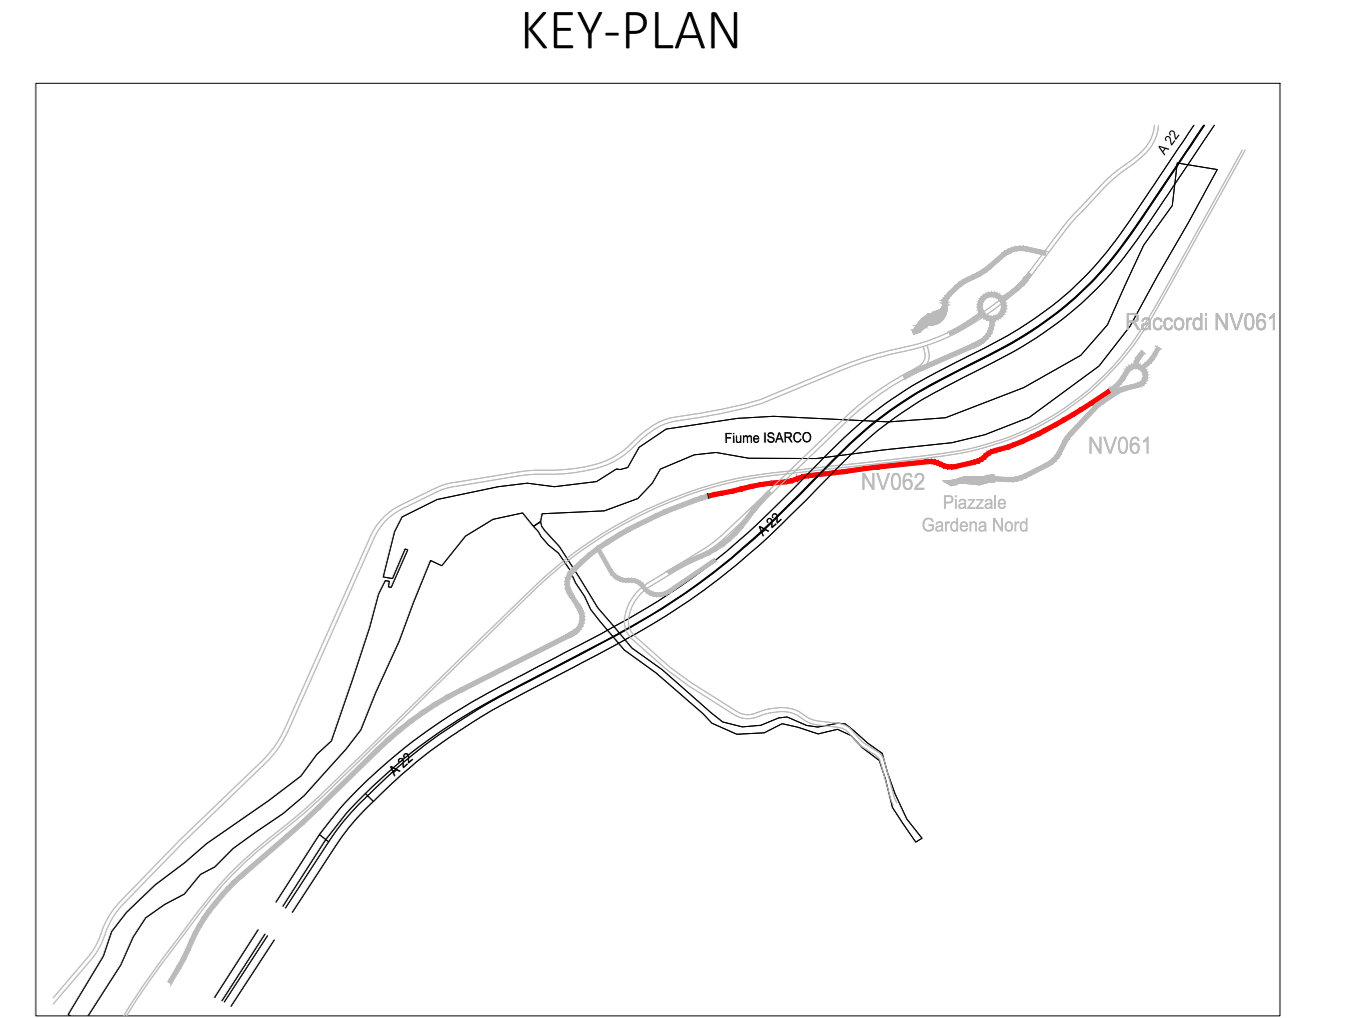 KEY-PLAN
A 22
Raccordi NV061
Fiume ISARCO
NV061
NV062
Piazzale
Gardena Nord
A 22
A 22